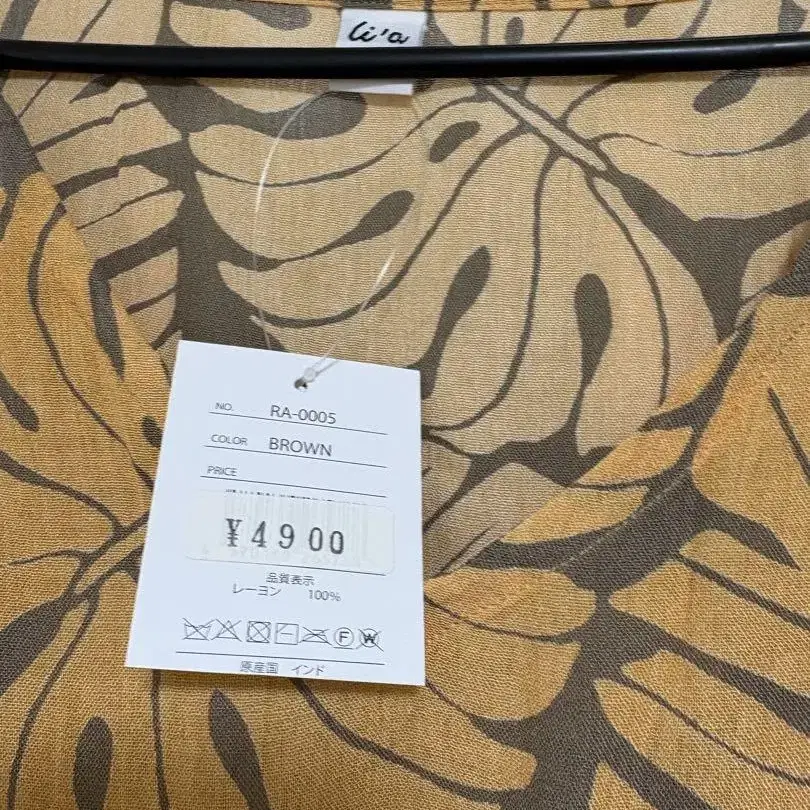 li'a
NO. RA-0005
COLOR BROWN
PRICE
¥4900
品質表示
レーヨン 100%
F W
原産国 インド